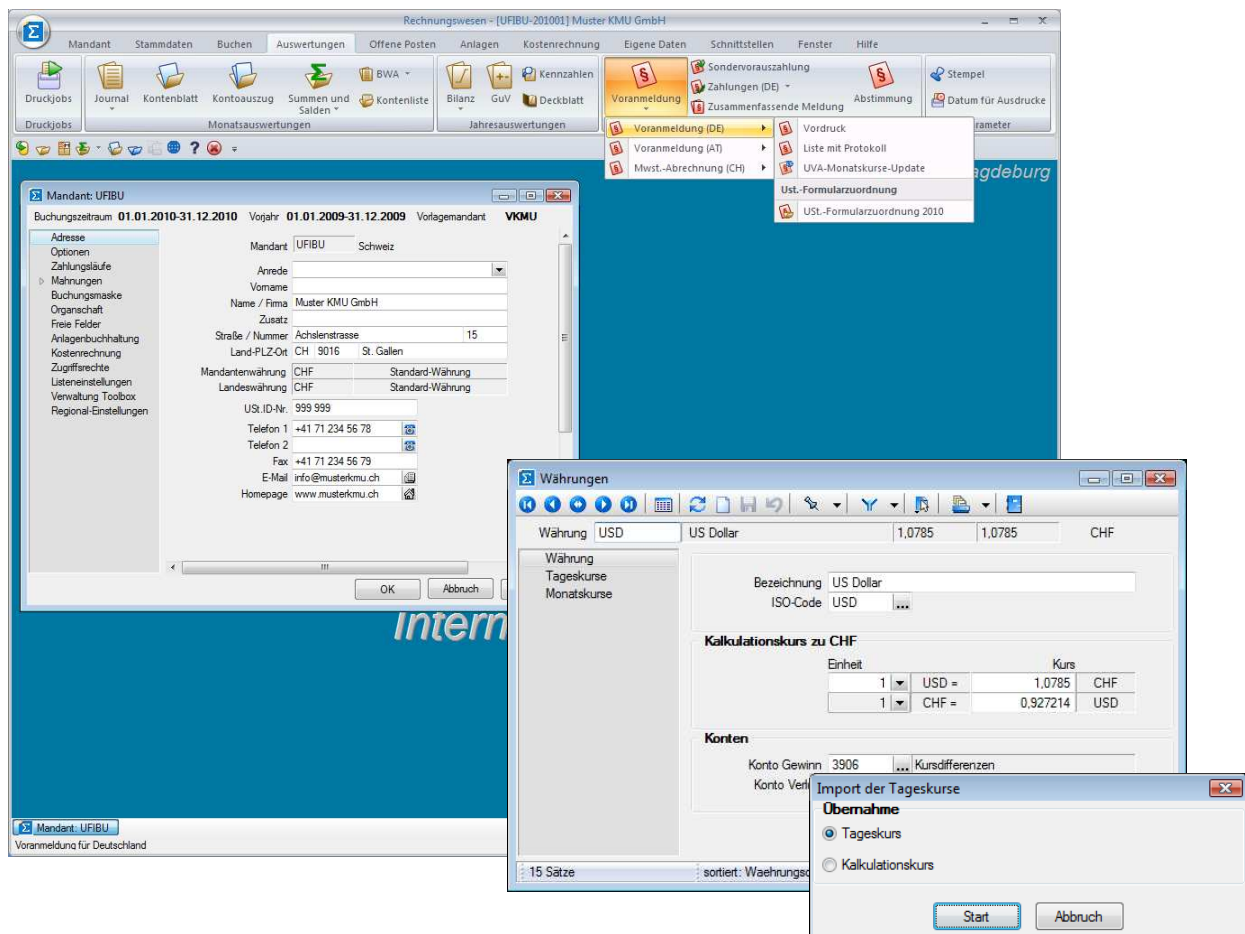 Rechnungswesen - [UFIBU-201001] Muster KMU GmbH
Mandant Stammdaten Buchen Auswertungen Offene Posten Anlagen Kostenrechnung Eigene Daten Schnittstellen Fenster Hilfe
Druckjobs Journal Kontenblatt Kontoauszug Summen und Salden BWA Kontenliste Bilanz GuV Kennzahlen Deckblatt Voranmeldung Sondervorauszahlung Zahlungen (DE) Zusammenfassende Meldung Abstimmung Stempel Datum für Ausdrucke
Druckjobs Monatsauswertungen Jahresauswertungen
Voranmeldung (DE)
Voranmeldung (AT)
Mwst.-Abrechnung (CH)
Vordruck
Liste mit Protokoll
UVA-Monatskurse-Update
Ust.-Formularzuordnung
USt.-Formularzuordnung 2010
Mandant: UFIBU
Buchungszeitraum 01.01.2010-31.12.2010 Vorjahr 01.01.2009-31.12.2009 Vorlagemandant VKMU
Adresse
Optionen
Zahlungsläufe
Mahnungen
Buchungsmaske
Organschaft
Freie Felder
Anlagenbuchhaltung
Kostenrechnung
Zugriffsrechte
Listeneinstellungen
Verwaltung Toolbox
Regional-Einstellungen
Mandant UFIBU Schweiz
Anrede
Vorname
Name / Firma Muster KMU GmbH
Zusatz
Straße / Nummer Achslenstrasse 15
Land-PLZ-Ort CH 9016 St. Gallen
Mandantenwährung CHF Standard-Währung
Landeswährung CHF Standard-Währung
USt.ID-Nr. 999 999
Telefon 1 +41 71 234 56 78
Telefon 2
Fax +41 71 234 56 79
E-Mail info@musterkmu.ch
Homepage www.musterkmu.ch
OK Abbruch
Intern
Mandant: UFIBU
Voranmeldung für Deutschland
Währungen
Währung USD US Dollar 1,0785 1,0785 CHF
Währung
Tageskurse
Monatskurse
Bezeichnung US Dollar
ISO-Code USD ...
Kalkulationskurs zu CHF
Einheit Kurs
1 USD = 1,0785 CHF
1 CHF = 0,927214 USD
Konten
Konto Gewinn 3906 ... Kursdifferenzen
Konto
15 Sätze sortiert:
Import der Tageskurse
Übernahme
Tageskurs
Kalkulationskurs
Start Abbruch